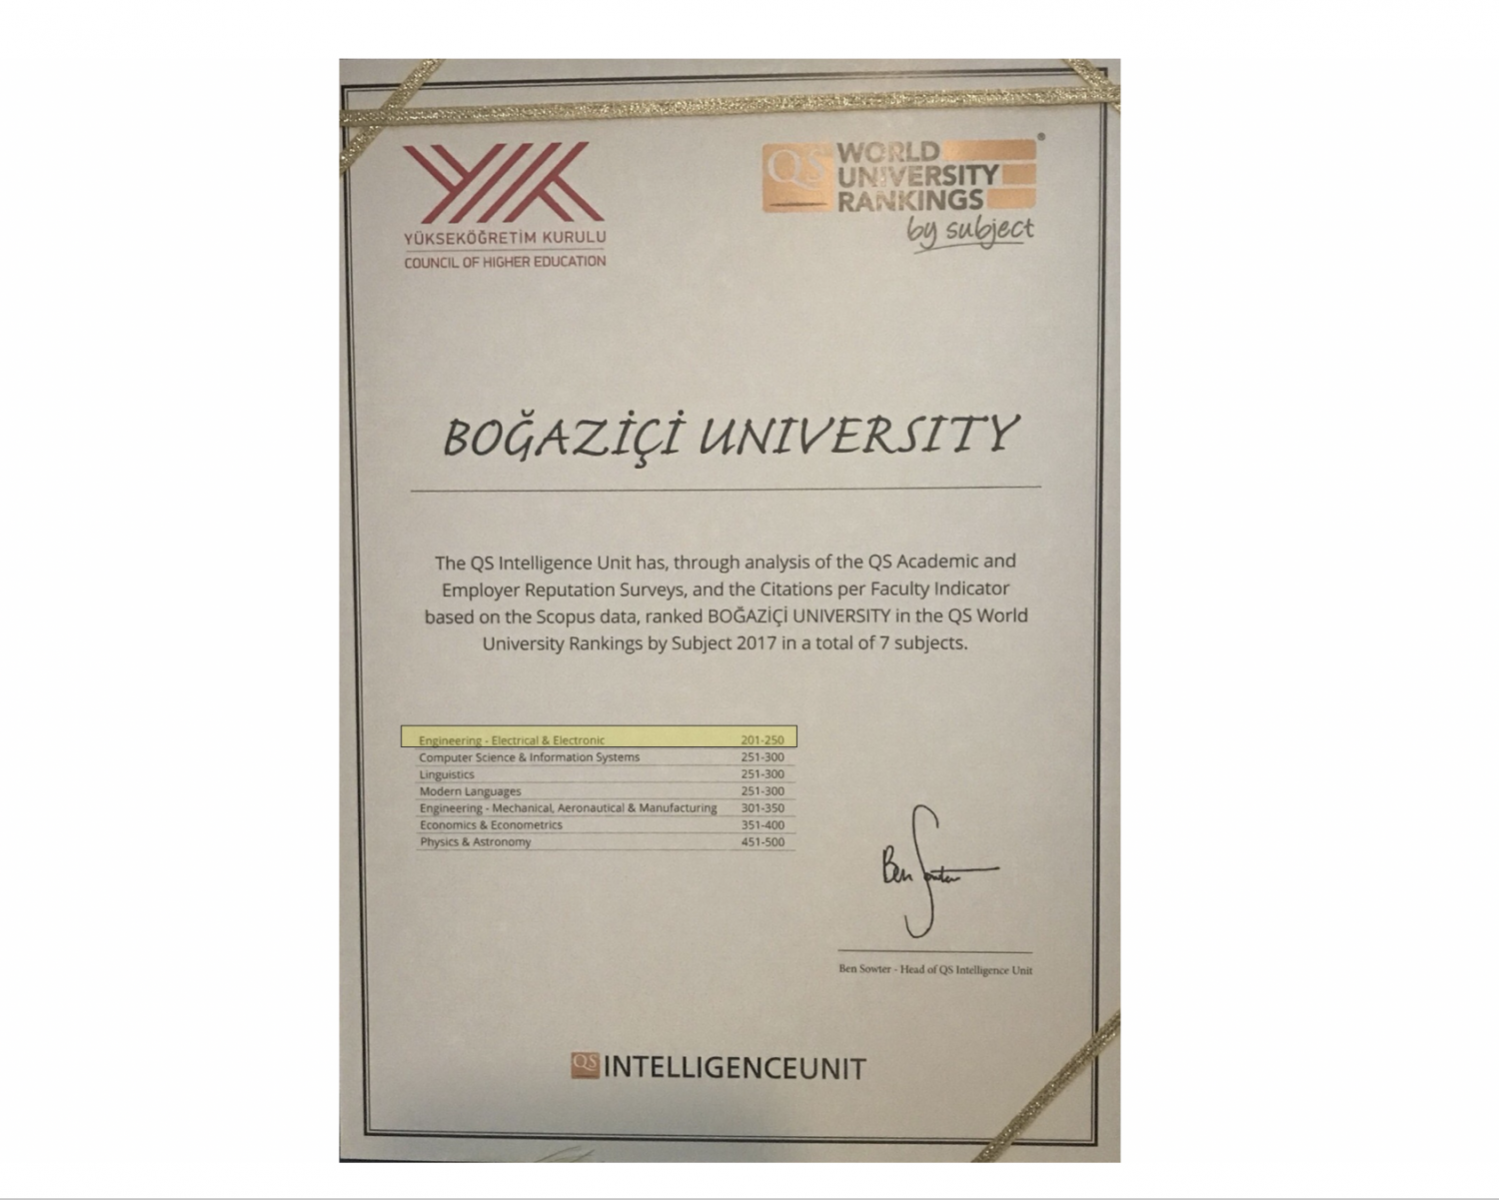 YÜKSEKÖĞRETİM KURULU
COUNCIL OF HIGHER EDUCATION
QS WORLD
UNIVERSITY
RANKINGS
by subject
BOĞAZİÇİ UNIVERSITY
The QS Intelligence Unit has, through analysis of the QS Academic and
Employer Reputation Surveys, and the Citations per Faculty Indicator
based on the Scopus data, ranked BOĞAZİÇİ UNIVERSITY in the QS World
University Rankings by Subject 2017 in a total of 7 subjects.
Engineering - Electrical & Electronic 201-250
Computer Science & Information Systems 251-300
Linguistics 251-300
Modern Languages 251-300
Engineering - Mechanical, Aeronautical & Manufacturing 301-350
Economics & Econometrics 351-400
Physics & Astronomy 451-500
Ben Sowter
Ben Sowter - Head of QS Intelligence Unit
QS INTELLIGENCEUNIT